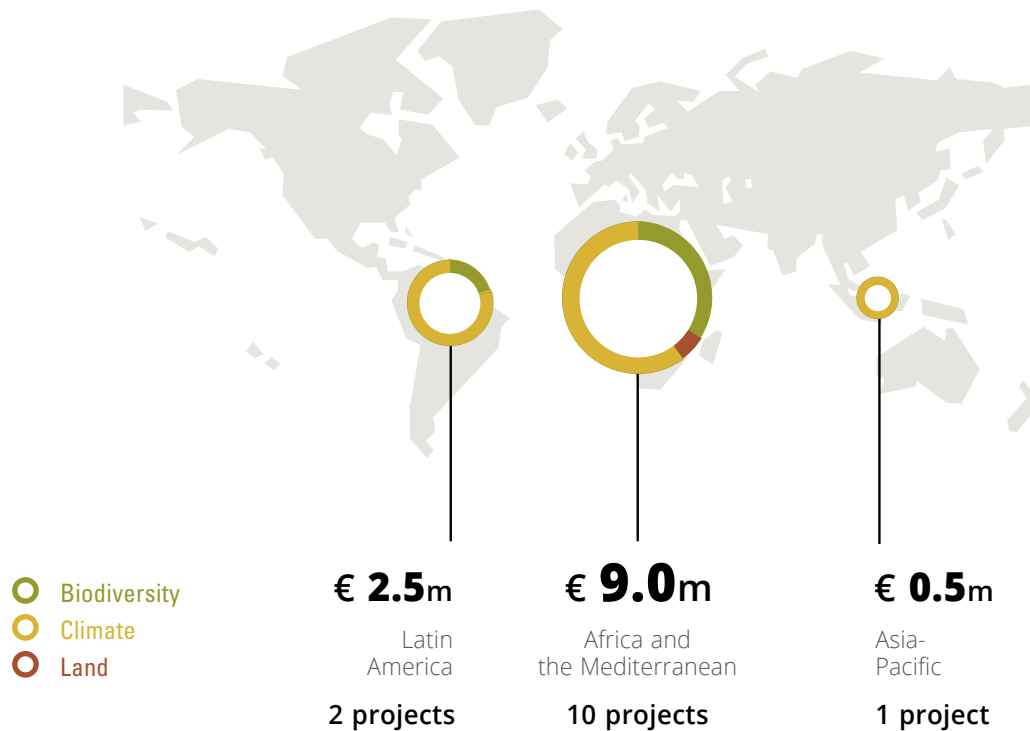 Biodiversity
Climate
Land
€ 2.5m
Latin
America
2 projects
€ 9.0m
Africa and
the Mediterranean
10 projects
€ 0.5m
Asia-
Pacific
1 project